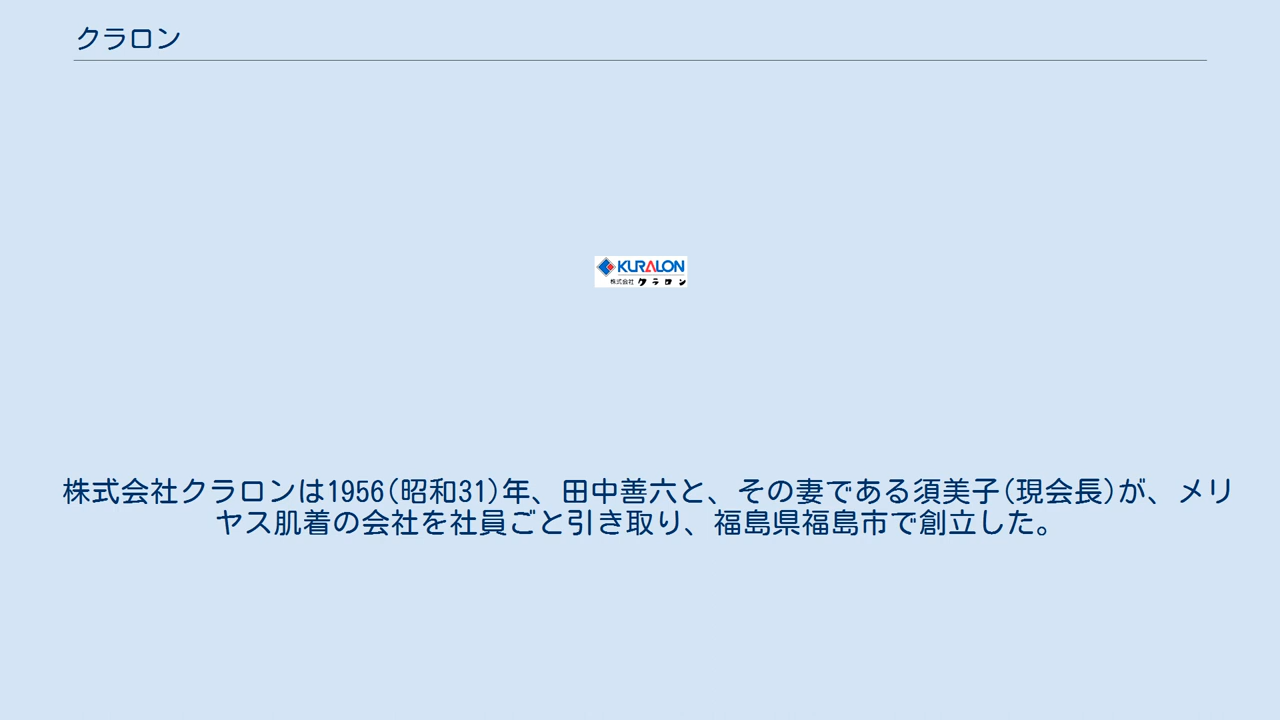 クラロン
KURALON
株式会社 クラロン
株式会社クラロンは1956(昭和31)年、田中善六と、その妻である須美子(現会長)が、メリ
ヤス肌着の会社を社員ごと引き取り、福島県福島市で創立した。